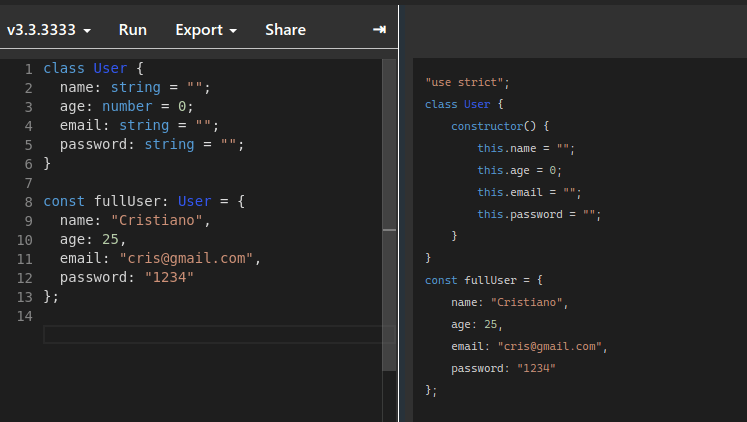 v3.3.3333 Run Export Share
1 class User {
2 name: string = "";
3 age: number = 0;
4 email: string = "";
5 password: string = "";
6 }
7
8 const fullUser: User = {
9 name: "Cristiano",
10 age: 25,
11 email: "cris@gmail.com",
12 password: "1234"
13 };
14
"use strict";
class User {
constructor() {
this.name = "";
this.age = 0;
this.email = "";
this.password = "";
}
}
const fullUser = {
name: "Cristiano",
age: 25,
email: "cris@gmail.com",
password: "1234"
};